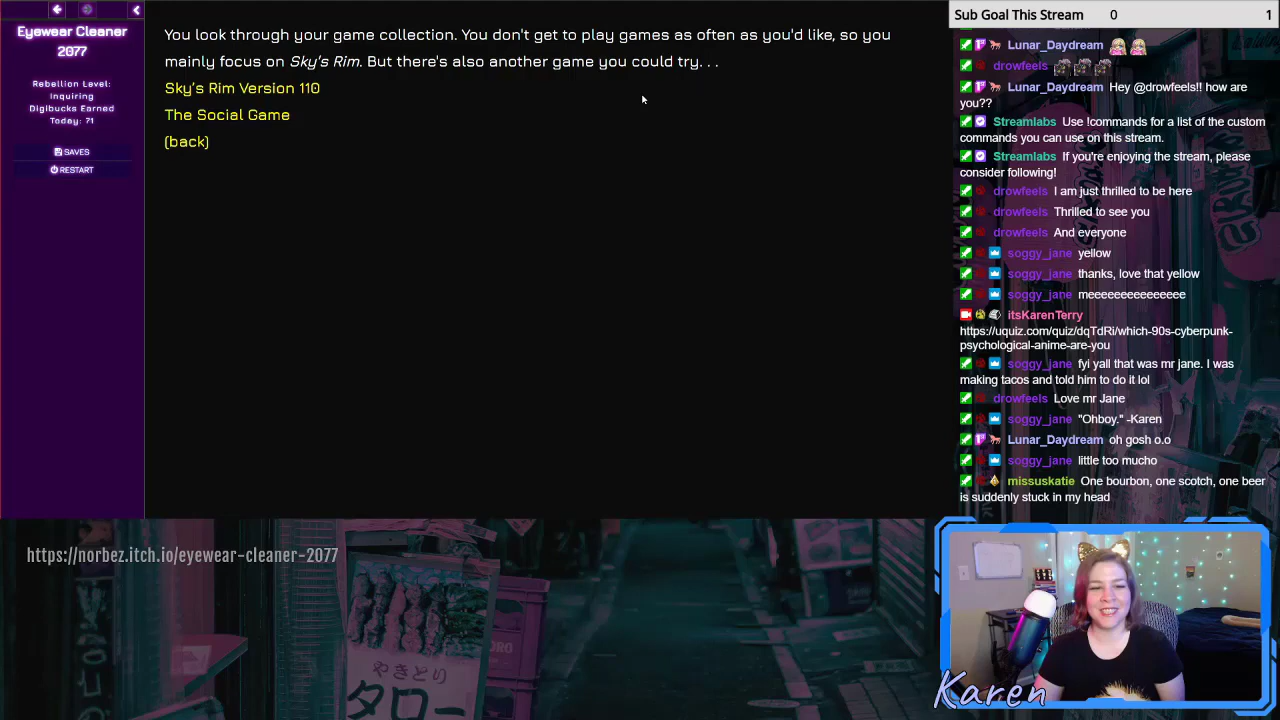 Eyewear Cleaner
2077
Rebellion Level:
Inquiring
Digibucks Earned
Today: 71
SAVES
RESTART
You look through your game collection. You don't get to play games as often as you'd like, so you
mainly focus on Sky's Rim. But there's also another game you could try. . .
Sky's Rim Version 110
The Social Game
(back)
Sub Goal This Stream 0 1
Lunar_Daydream
drowfeels
Lunar_Daydream Hey @drowfeels!! how are
you??
Streamlabs Use !commands for a list of the custom
commands you can use on this stream.
Streamlabs If you're enjoying the stream, please
consider following!
drowfeels I am just thrilled to be here
drowfeels Thrilled to see you
drowfeels And everyone
soggy_jane yellow
soggy_jane thanks, love that yellow
soggy_jane meeeeeeeeeeeeeee
itsKarenTerry
https://uquiz.com/quiz/dqTdRi/which-90s-cyberpunk-
psychological-anime-are-you
soggy_jane fyi yall that was mr jane. I was
making tacos and told him to do it lol
drowfeels Love mr Jane
soggy_jane "Ohboy." -Karen
Lunar_Daydream oh gosh o.o
soggy_jane little too mucho
missuskatie One bourbon, one scotch, one beer
is suddenly stuck in my head
https://norbez.itch.io/eyewear-cleaner-2077
やきとり
タワー
Karen